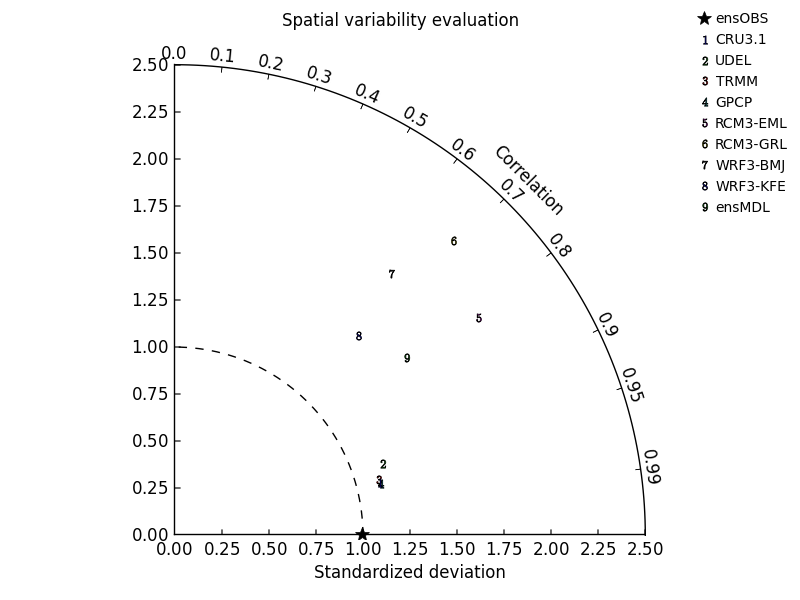 Spatial variability evaluation
ensOBS
1 CRU3.1
2 UDEL
3 TRMM
4 GPCP
5 RCM3-EML
6 RCM3-GRL
7 WRF3-BMJ
8 WRF3-KFE
9 ensMDL
0.0
0.1
0.2
0.3
0.4
0.5
0.6
0.7
0.8
0.9
0.95
0.99
Correlation
2.50
2.25
2.00
1.75
1.50
1.25
1.00
0.75
0.50
0.25
0.00
6
7
5
8
9
2
3
4
0.00 0.25 0.50 0.75 1.00 1.25 1.50 1.75 2.00 2.25 2.50
Standardized deviation